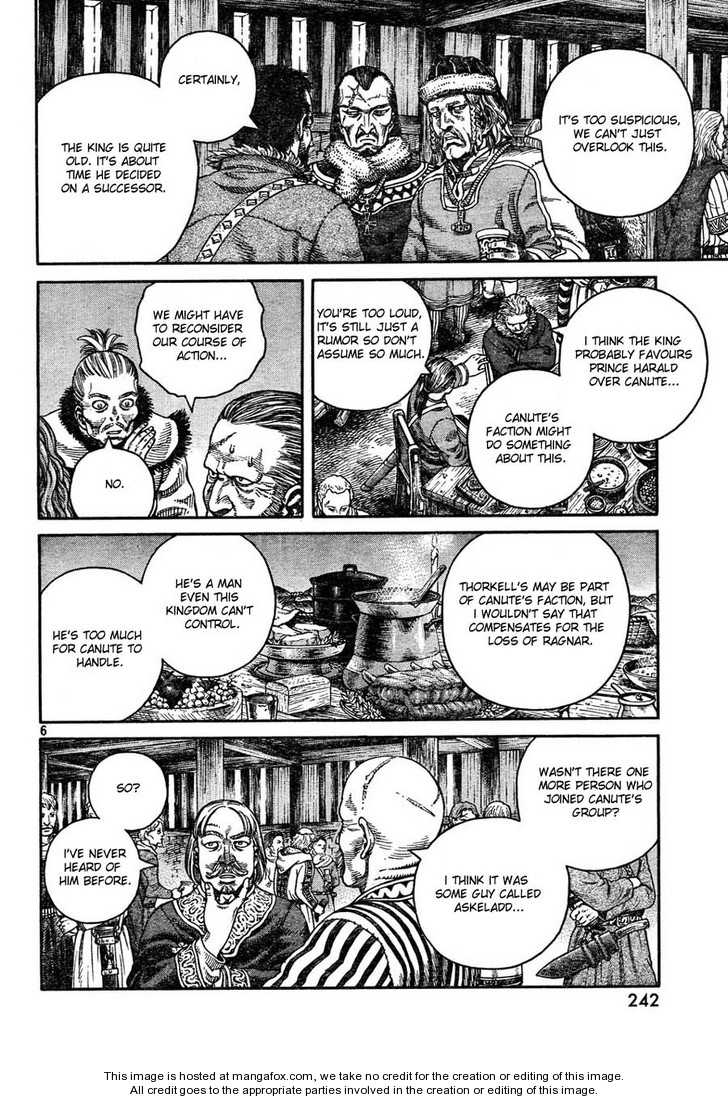 IT'S TOO SUSPICIOUS,
WE CAN'T JUST
OVERLOOK THIS.
CERTAINLY,
THE KING IS QUITE
OLD. IT'S ABOUT
TIME HE DECIDED
ON A SUCCESSOR.
I THINK THE KING
PROBABLY FAVOURS
PRINCE HARALD
OVER CANUTE...
CANUTE'S
FACTION MIGHT
DO SOMETHING
ABOUT THIS.
YOU'RE TOO LOUD,
IT'S STILL JUST A
RUMOR SO DON'T
ASSUME SO MUCH.
WE MIGHT HAVE
TO RECONSIDER
OUR COURSE OF
ACTION...
NO.
THORKELL'S MAY BE PART
OF CANUTE'S FACTION, BUT
I WOULDN'T SAY THAT
COMPENSATES FOR THE
LOSS OF RAGNAR.
HE'S A MAN
EVEN THIS
KINGDOM CAN'T
CONTROL.
HE'S TOO MUCH
FOR CANUTE TO
HANDLE.
6
WASN'T THERE ONE
MORE PERSON WHO
JOINED CANUTE'S
GROUP?
I THINK IT WAS
SOME GUY CALLED
ASKELADD...
SO?
I'VE NEVER
HEARD OF
HIM BEFORE.
242
This image is hosted at mangafox.com, we take no credit for the creation or editing of this image.
All credit goes to the appropriate parties involved in the creation or editing of this image.